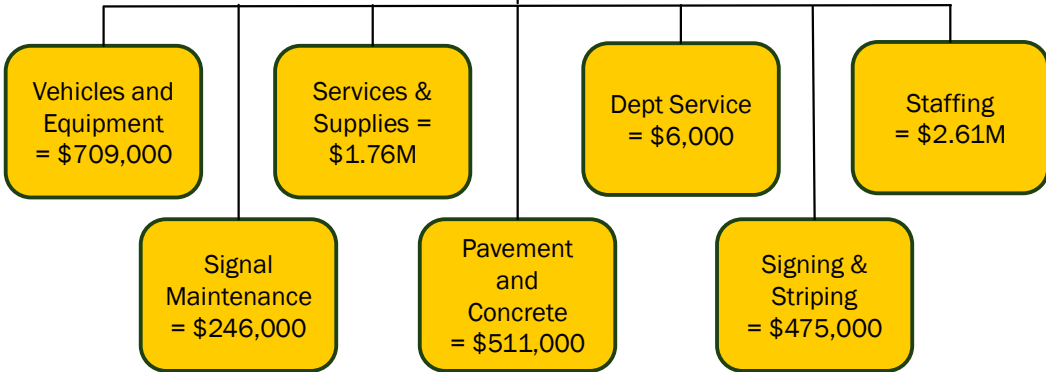 Vehicles and
Equipment
= $709,000
Services &
Supplies =
$1.76M
Dept Service
= $6,000
Staffing
= $2.61M
Signal
Maintenance
= $246,000
Pavement
and
Concrete
= $511,000
Signing &
Striping
= $475,000